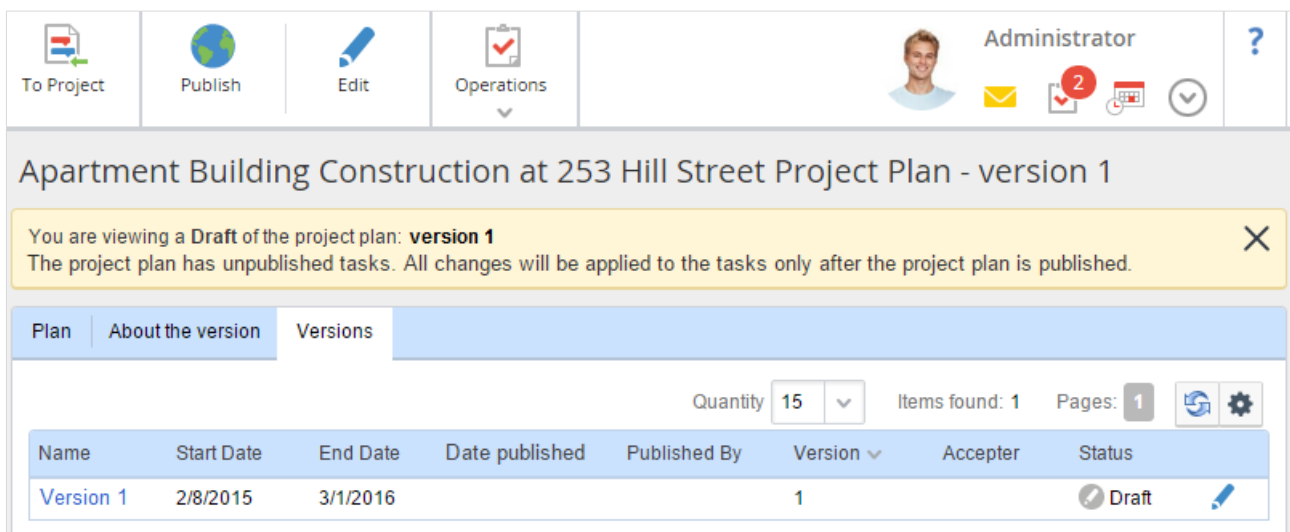 To Project
Publish
Edit
Operations
Administrator
2
?
Apartment Building Construction at 253 Hill Street Project Plan - version 1
You are viewing a Draft of the project plan: version 1
The project plan has unpublished tasks. All changes will be applied to the tasks only after the project plan is published.
Plan About the version Versions
Quantity 15 Items found: 1 Pages: 1
Name Start Date End Date Date published Published By Version Accepter Status
Version 1 2/8/2015 3/1/2016 1 Draft